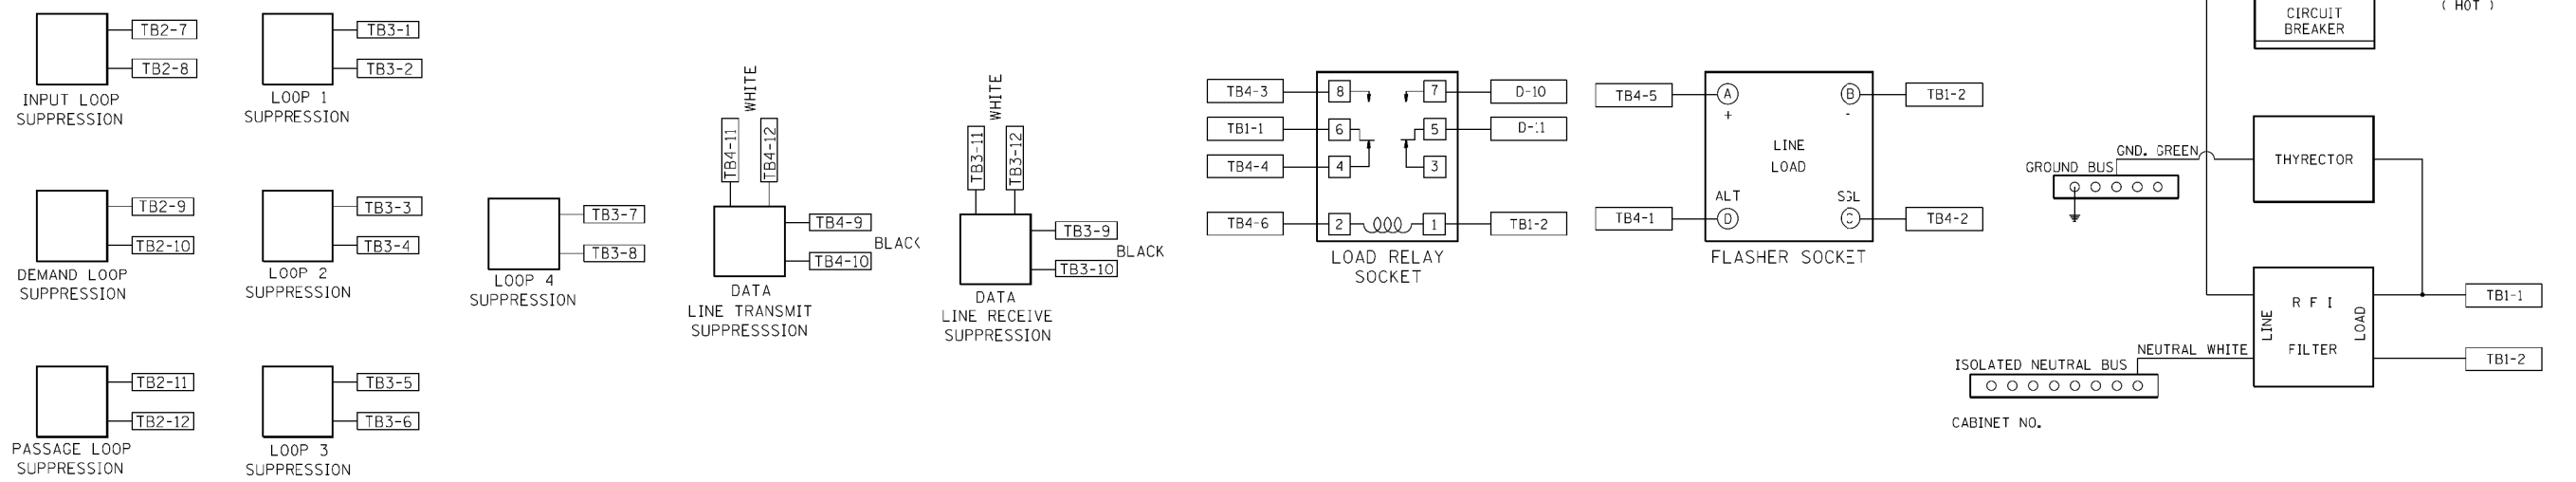 TB2-7
TB2-8
INPUT LOOP
SUPPRESSION
TB3-1
TB3-2
LOOP 1
SUPPRESSION
TB2-9
TB2-10
DEMAND LOOP
SUPPRESSION
TB3-3
TB3-4
LOOP 2
SUPPRESSION
TB2-11
TB2-12
PASSAGE LOOP
SUPPRESSION
TB3-5
TB3-6
LOOP 3
SUPPRESSION
TB3-7
TB3-8
LOOP 4
SUPPRESSION
WHITE
TB4-11
TB4-12
TB4-9
TB4-10
BLACK
DATA
LINE TRANSMIT
SUPPRESSSION
WHITE
TB3-11
TB3-12
TB3-9
TB3-10
BLACK
DATA
LINE RECEIVE
SUPPRESSION
TB4-3
8
7
D-10
TB1-1
6
5
D-11
TB4-4
4
3
TB4-6
2
1
TB1-2
LOAD RELAY
SOCKET
TB4-5
A
+
B
-
TB1-2
LINE
LOAD
ALT
SGL
TB4-1
D
C
TB4-2
FLASHER SOCKET
CIRCUIT
BREAKER
( HOT )
GND. GREEN
GROUND BUS
THYRECTOR
R F I
FILTER
LINE
LOAD
TB1-1
TB1-2
NEUTRAL WHITE
ISOLATED NEUTRAL BUS
CABINET NO.